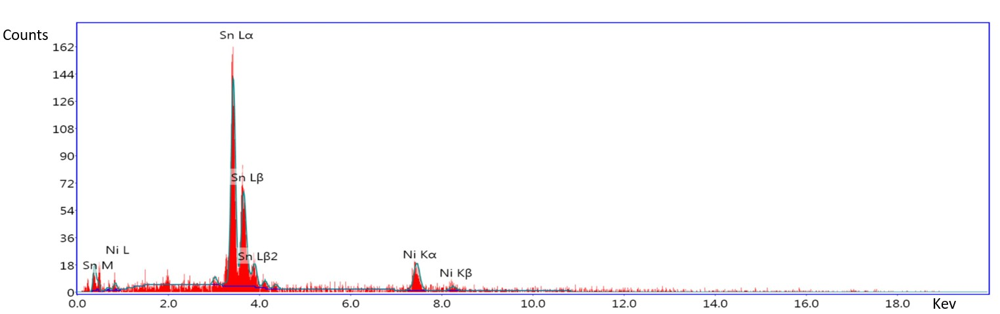 Sn Lα
Counts
162
144
126
108
90
Sn Lβ
72
54
36
Ni L
Sn Lβ2
Ni Kα
18
Sn M
Ni Kβ
0
0.0 2.0 4.0 6.0 8.0 10.0 12.0 14.0 16.0 18.0 Kev